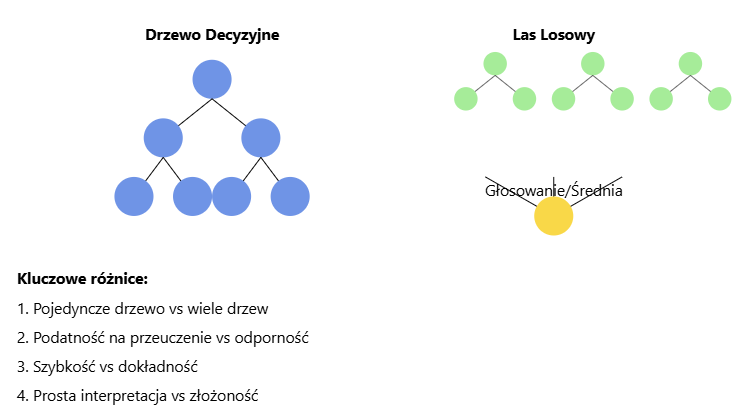 Drzewo Decyzyjne
Las Losowy
Głosowanie/Średnia
Kluczowe różnice:
1. Pojedyncze drzewo vs wiele drzew
2. Podatność na przeuczenie vs odporność
3. Szybkość vs dokładność
4. Prosta interpretacja vs złożoność